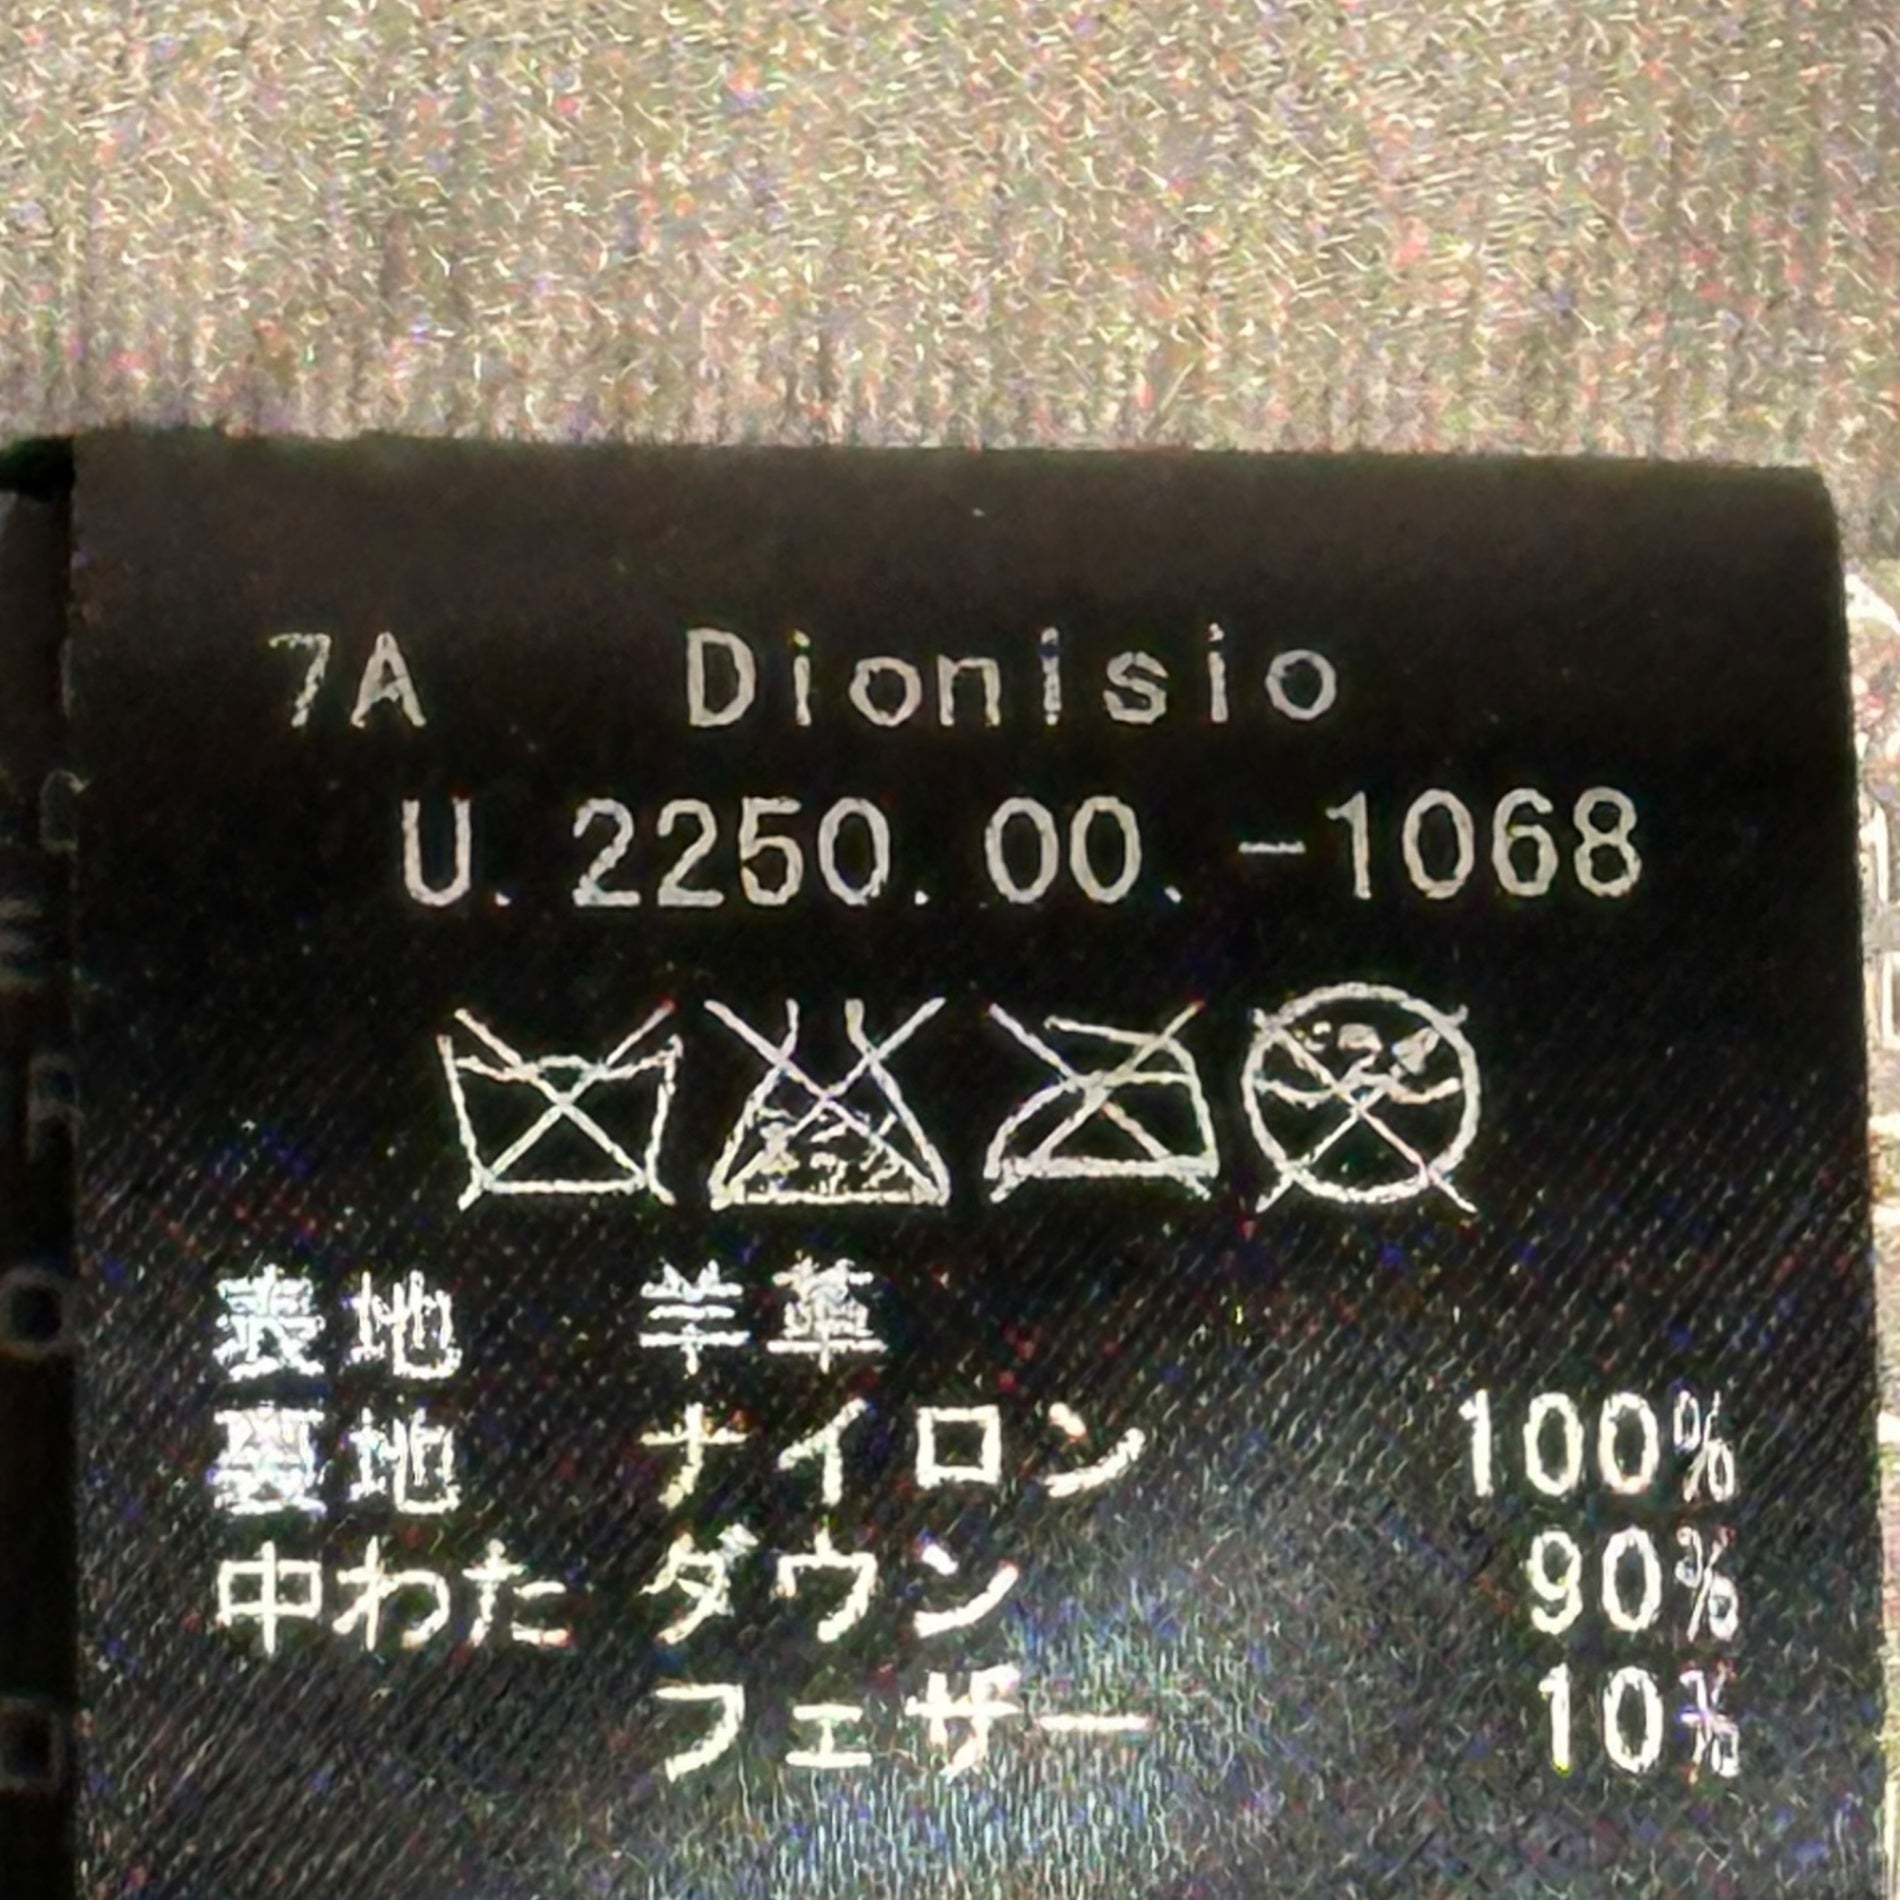 7A Dionisio
U.2250.00.-1068
表地 羊革
裏地 ナイロン 100%
中わた ダウン 90%
フェザー 10%